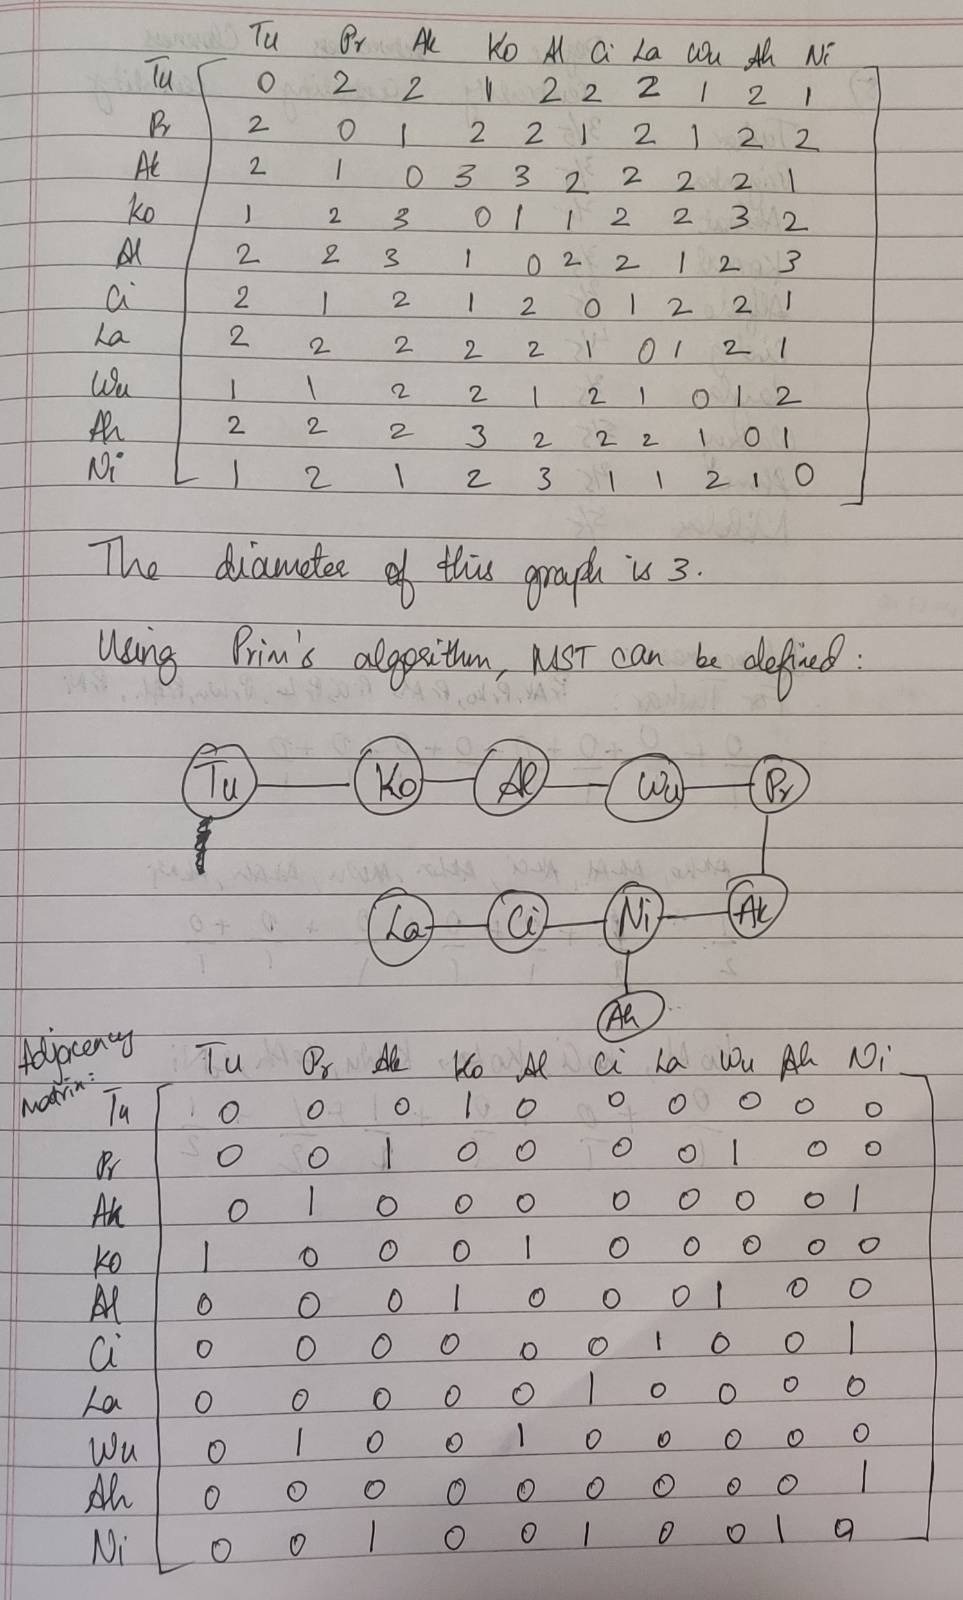 Tu Pr Ak Ko Al Ci La Wu Ah Ni
Tu 0 2 2 1 2 2 2 1 2 1
Pr 2 0 1 2 2 1 2 1 2 2
Ak 2 1 0 3 3 2 2 2 2 1
Ko 1 2 3 0 1 1 2 2 3 2
Al 2 2 3 1 0 2 2 1 2 3
Ci 2 1 2 1 2 0 1 2 2 1
La 2 2 2 2 2 1 0 1 2 1
Wu 1 1 2 2 1 2 1 0 1 2
Ah 2 2 2 3 2 2 2 1 0 1
Ni 1 2 1 2 3 1 1 2 1 0
The diameter of this graph is 3.
Using Prim's algorithm, MST can be defined:
Tu Ko Al Wu Pr
La Ci Ni Ak
Ah
Adjacency
Matrix:
Tu Pr Ak Ko Al Ci La Wu Ah Ni
Tu 0 0 0 1 0 0 0 0 0 0
Pr 0 0 1 0 0 0 0 1 0 0
Ak 0 1 0 0 0 0 0 0 0 1
Ko 1 0 0 0 1 0 0 0 0 0
Al 0 0 0 1 0 0 0 1 0 0
Ci 0 0 0 0 0 0 1 0 0 1
La 0 0 0 0 0 1 0 0 0 0
Wu 0 1 0 0 1 0 0 0 0 0
Ah 0 0 0 0 0 0 0 0 0 1
Ni 0 0 1 0 0 1 0 0 1 0